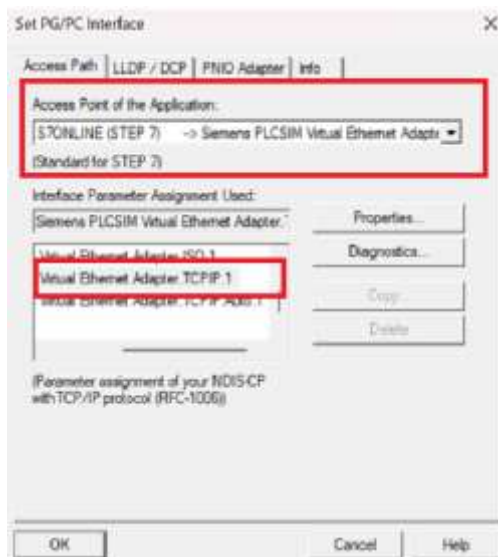 Set PG/PC Interface
Access Path
LLDP / DCP
PNIO Adapter
Info
Access Point of the Application:
S7ONLINE (STEP 7) -> Siemens PLCSIM Virtual Ethernet Adapte
(Standard for STEP 7)
Interface Parameter Assignment Used:
Siemens PLCSIM Virtual Ethernet Adapter.
Properties...
Virtual Ethernet Adapter.ISO.1
Diagnostics...
Virtual Ethernet Adapter.TCPIP.1
Copy...
Virtual Ethernet Adapter.TCPIP.Auto.1
Delete
(Parameter assignment of your NDIS-CP
with TCP/IP protocol (RFC-1006))
OK
Cancel
Help